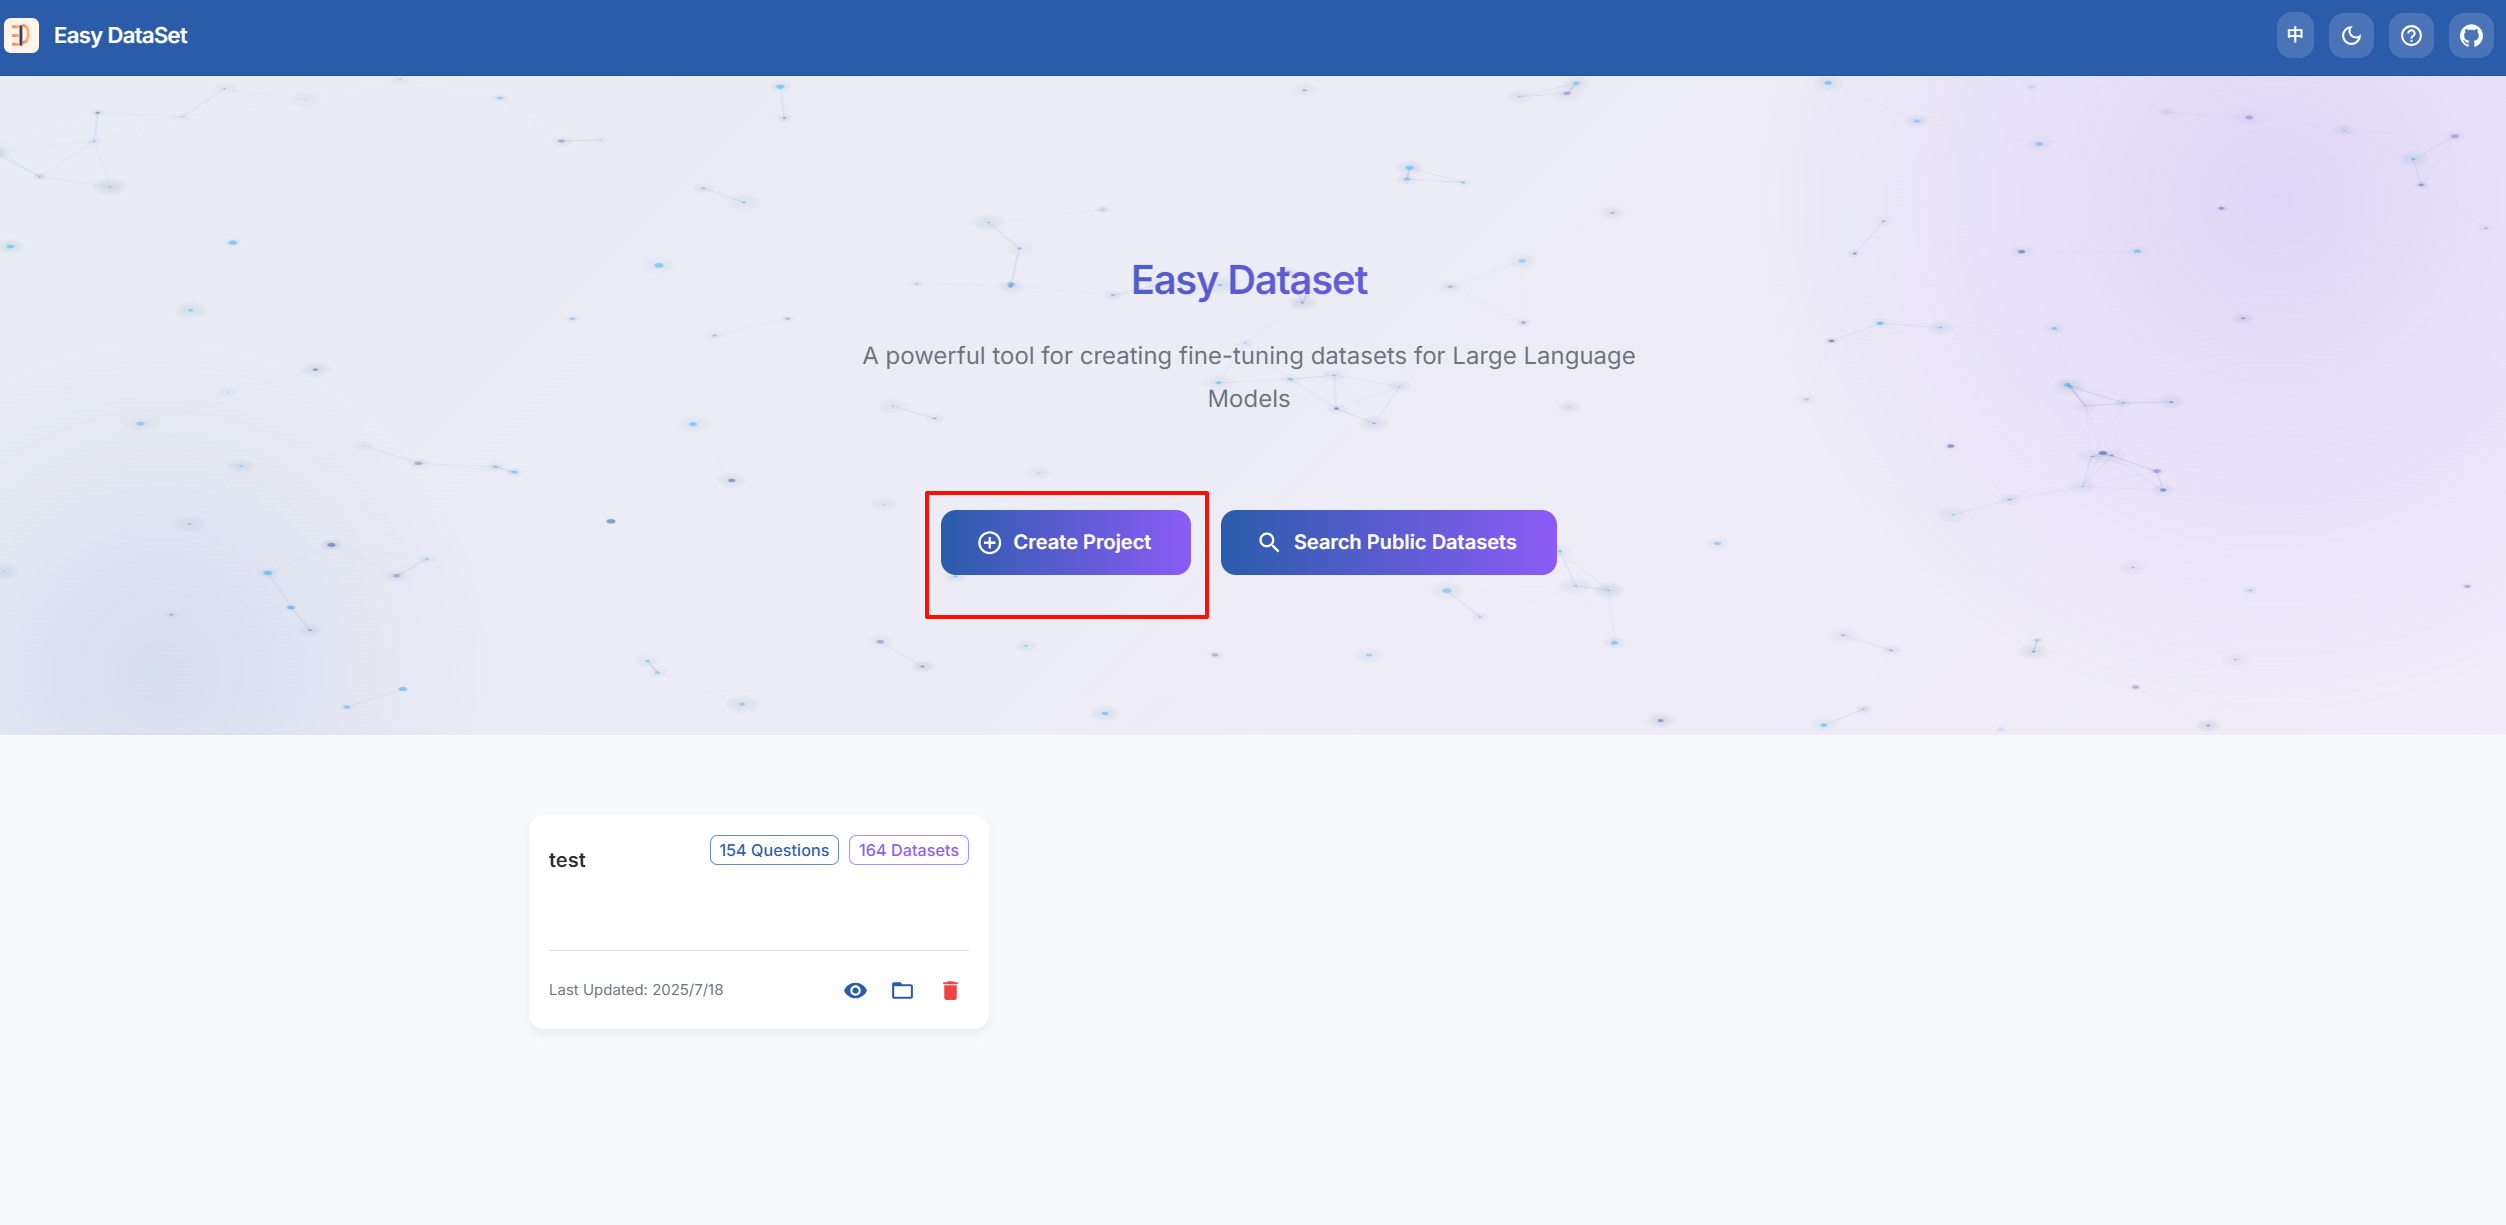 Easy DataSet
中
Easy Dataset
A powerful tool for creating fine-tuning datasets for Large Language
Models
Create Project
Search Public Datasets
test
154 Questions
164 Datasets
Last Updated: 2025/7/18